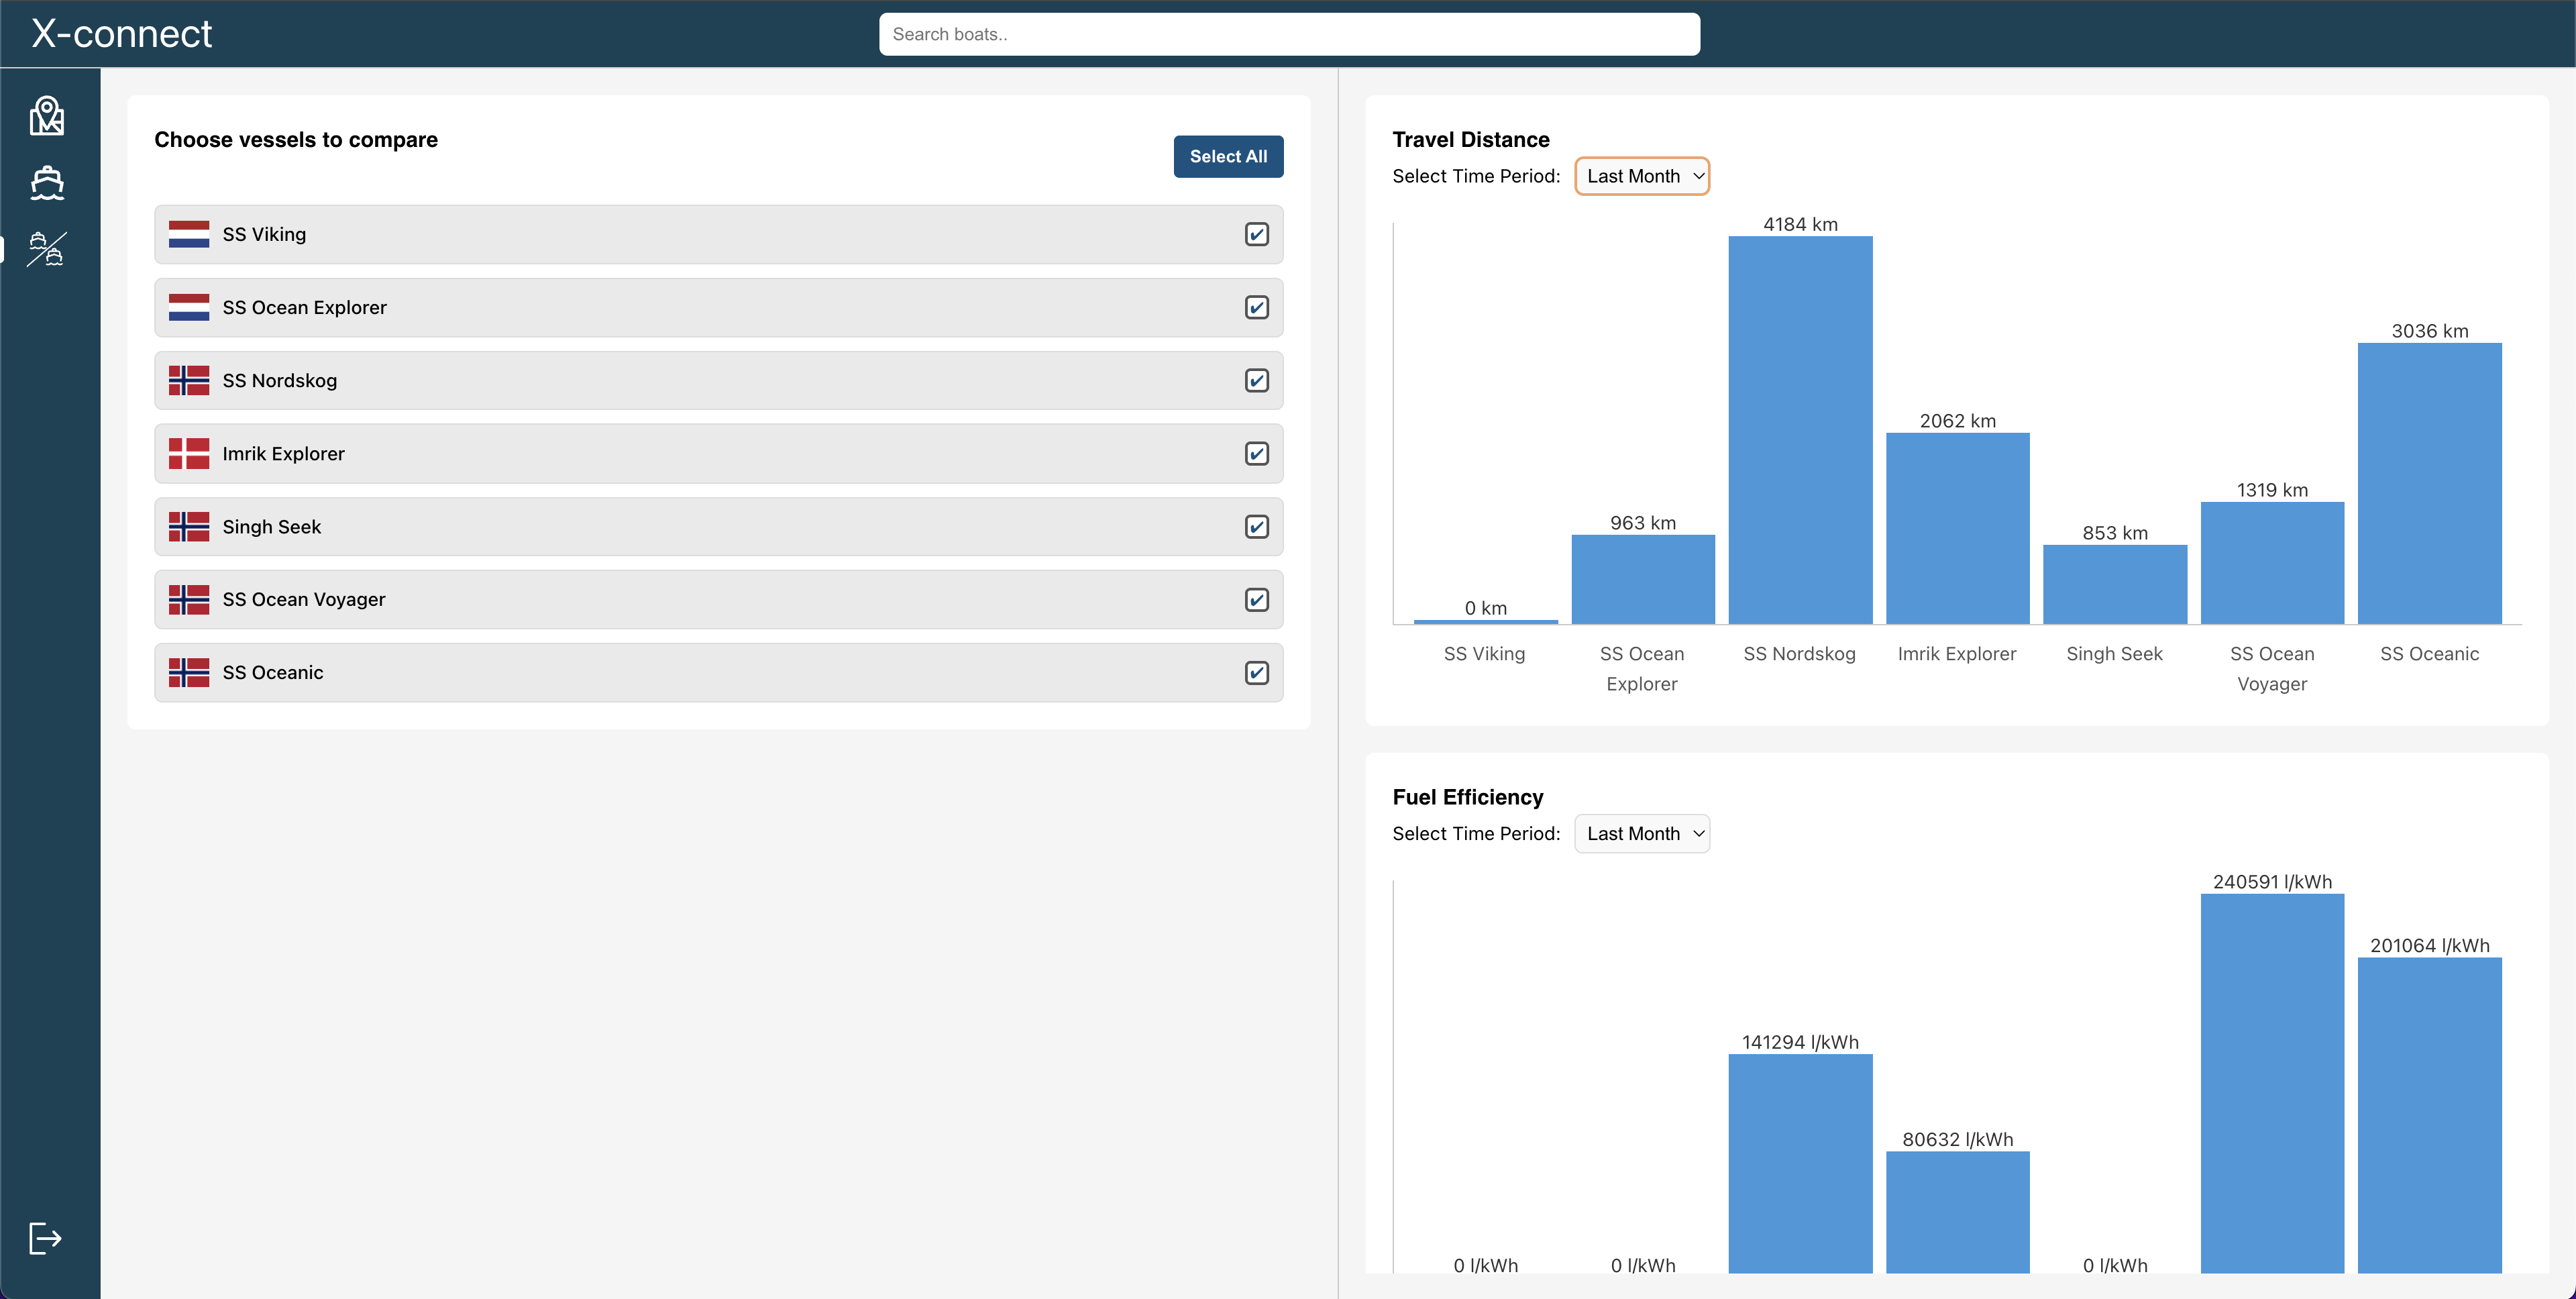 X-connect
Search boats..
Choose vessels to compare
Select All
SS Viking
SS Ocean Explorer
SS Nordskog
Imrik Explorer
Singh Seek
SS Ocean Voyager
SS Oceanic
Travel Distance
Select Time Period: Last Month
4184 km
3036 km
2062 km
1319 km
963 km
853 km
0 km
SS Viking SS Ocean SS Nordskog Imrik Explorer Singh Seek SS Ocean SS Oceanic
Explorer Voyager
Fuel Efficiency
Select Time Period: Last Month
240591 l/kWh
201064 l/kWh
141294 l/kWh
80632 l/kWh
0 l/kWh 0 l/kWh 0 l/kWh